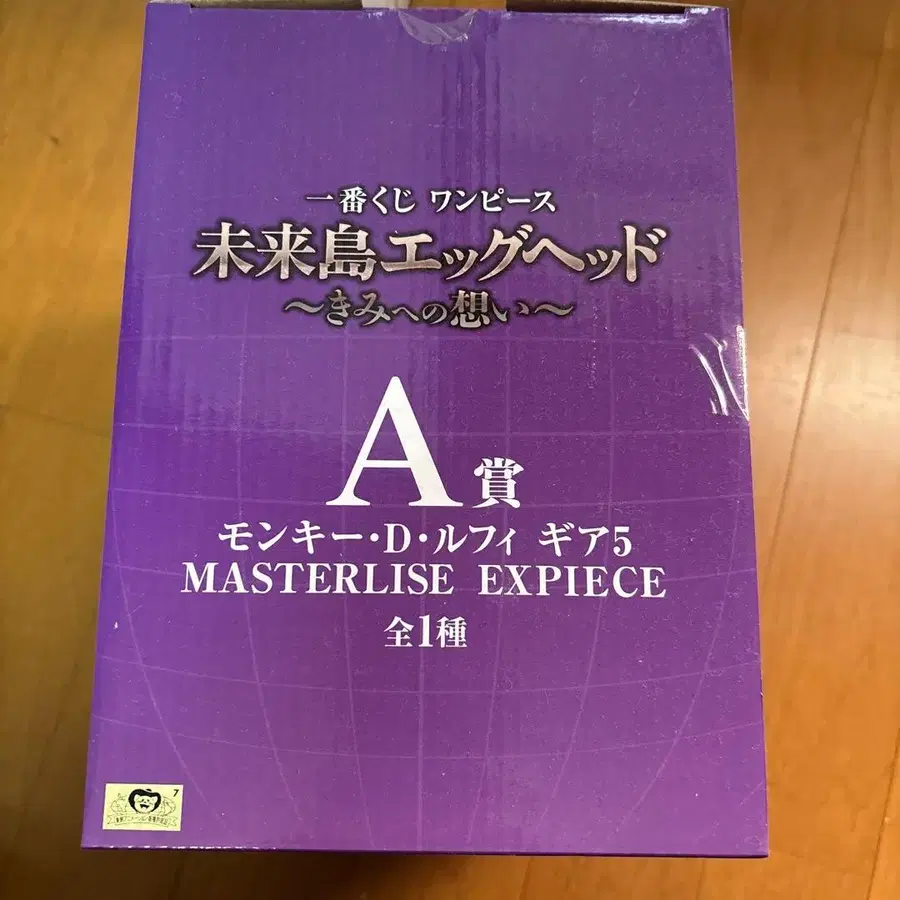 一番くじ ワンピース
未来島エッグヘッド
～きみへの想い～
A賞
モンキー・D・ルフィ ギア5
MASTERLISE EXPIECE
全1種
7